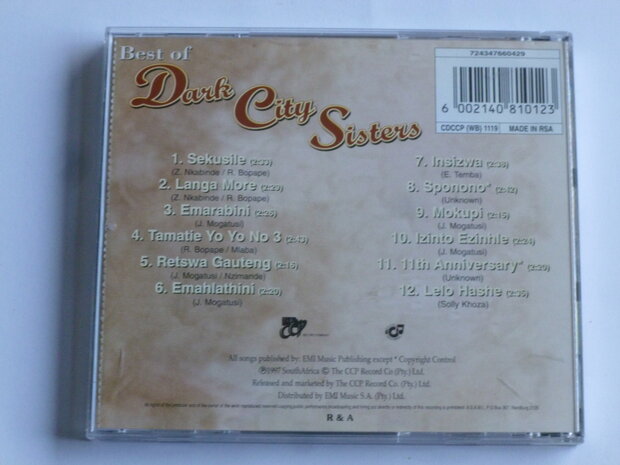 Best of
Dark City Sisters
724347660429
6 002140 810123
CDCCP (WB) 1119 MADE IN RSA
1. Sekusile (2:33)
(Z. Nkabinde / R. Bopape)
2. Langa More (2:29)
(Z. Nkabinde / R. Bopape)
3. Emarabini (2:26)
(J. Mogatusi)
4. Tamatie Yo Yo No 3 (2:43)
(R. Bopape / Mlaba)
5. Retswa Gauteng (2:16)
(J. Mogatusi / Nzimande)
6. Emahlathini (2:20)
(J. Mogatusi)
7. Insizwa (2:38)
(E. Temba)
8. Sponono* (2:42)
(Unknown)
9. Mokupi (2:15)
(J. Mogatusi)
10. Izinto Ezinhle (2:24)
(J. Mogatusi)
11. 11th Anniversary* (2:20)
(Unknown)
12. Lelo Hashe (2:35)
(Solly Khoza)
CCP
All songs published by: EMI Music Publishing except * Copyright Control
℗1997 SouthAfrica © The CCP Record Co (Pty.) Ltd.
Released and marketed by The CCP Record Co. (Pty.) Ltd.
Distributed by EMI Music S.A. (Pty.) Ltd.
R & A